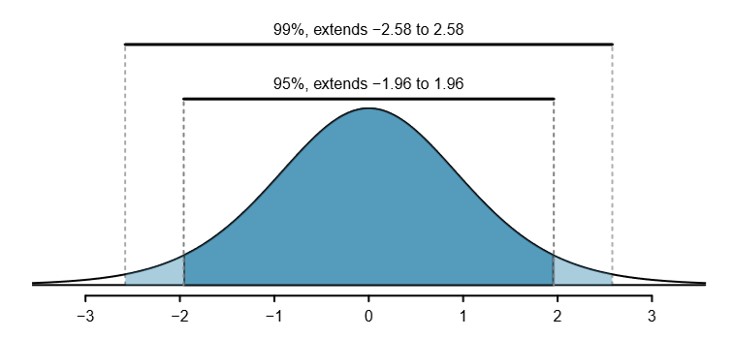 99%, extends −2.58 to 2.58
95%, extends −1.96 to 1.96
−3 −2 −1 0 1 2 3